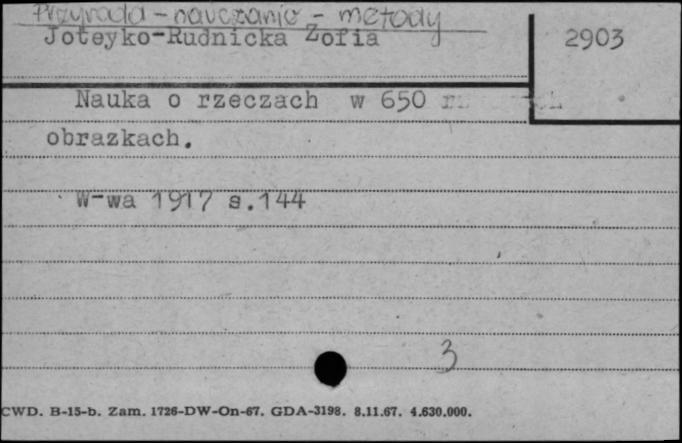 Przyroda - nauczanie - metody
Joteyko-Rudnicka Zofia
2903
Nauka o rzeczach w 650
obrazkach.
W-wa 1917 s.144
3
CWD. B-15-b. Zam. 1726-DW-On-67. GDA-3198. 8.11.67. 4.630.000.